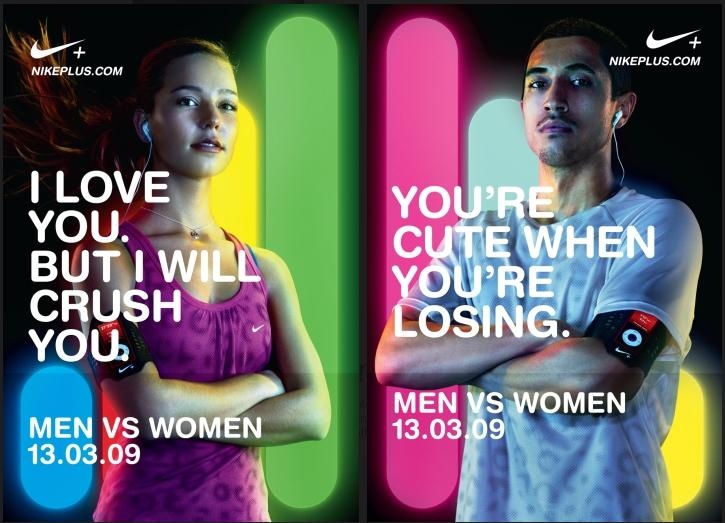 NIKEPLUS.COM
I LOVE
YOU.
BUT I WILL
CRUSH
YOU.
MEN VS WOMEN
13.03.09
NIKEPLUS.COM
YOU'RE
CUTE WHEN
YOU'RE
LOSING.
MEN VS WOMEN
13.03.09